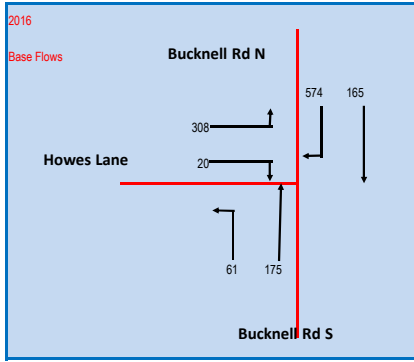 2016
Base Flows
Bucknell Rd N
574 165
308
Howes Lane
20
61 175
Bucknell Rd S